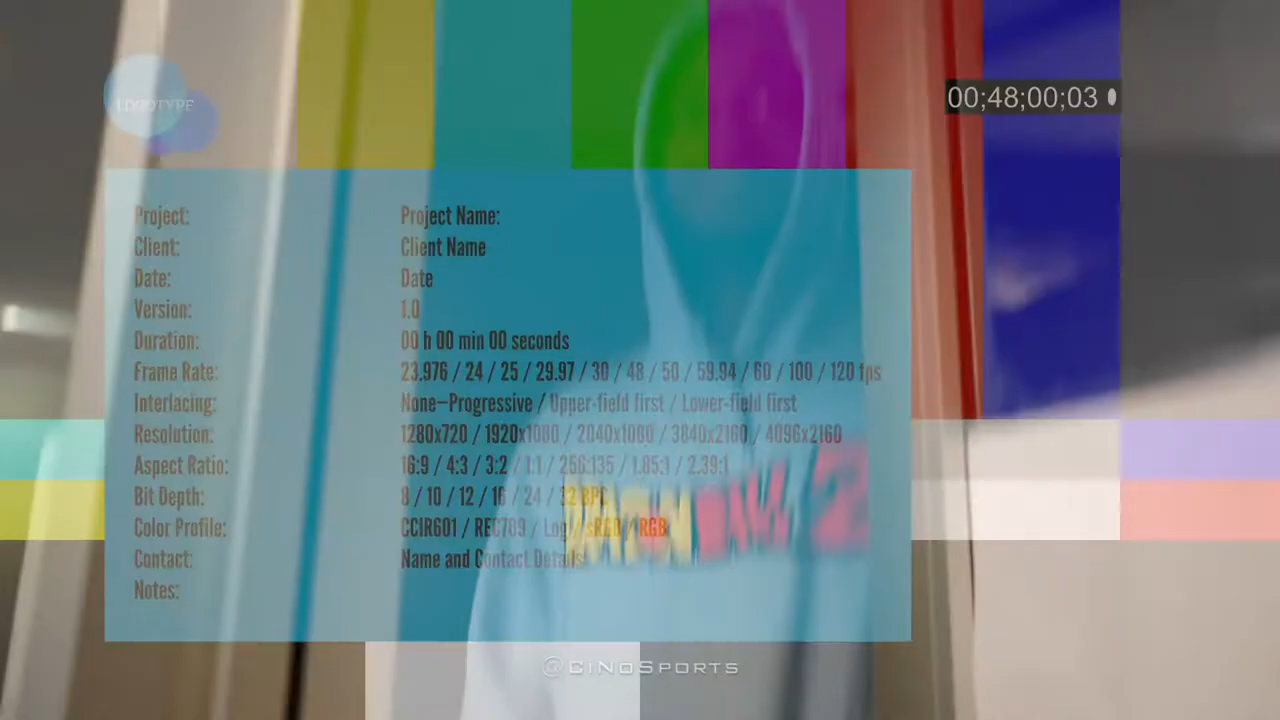 LOGOTYPE
00;48;00;03
Project: Project Name:
Client: Client Name
Date: Date
Version: 1.0
Duration: 00 h 00 min 00 seconds
Frame Rate: 23.976 / 24 / 25 / 29.97 / 30 / 48 / 50 / 59.94 / 60 / 100 / 120 fps
Interlacing: None–Progressive / Upper-field first / Lower-field first
Resolution: 1280x720 / 1920x1080 / 2040x1080 / 3840x2160 / 4096x2160
Aspect Ratio: 16:9 / 4:3 / 3:2 / 1:1 / 256:135 / 1.85:1 / 2.39:1
Bit Depth: 8 / 10 / 12 / 16 / 24 / 32 BPC
Color Profile: CCIR601 / REC709 / Log / sRGB / RGB
Contact: Name and Contact Details
Notes:
BALL Z
@CinoSports